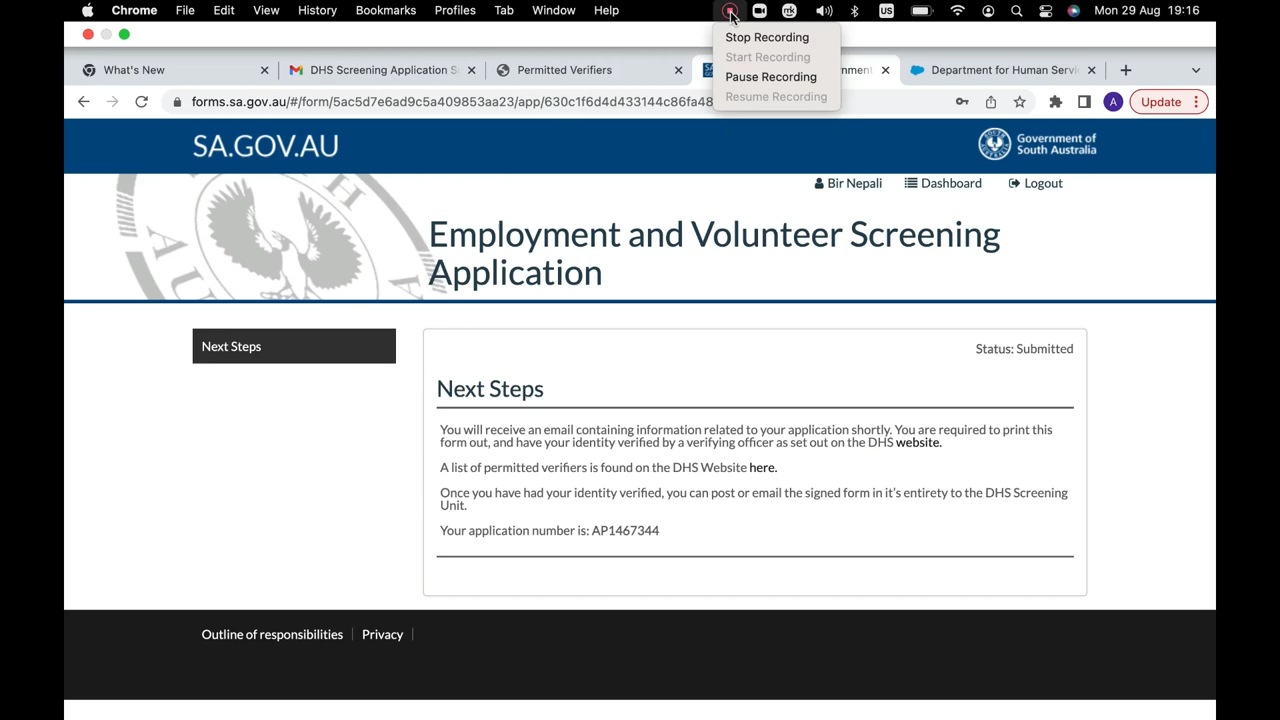 Chrome File Edit View History Bookmarks Profiles Tab Window Help US Mon 29 Aug 19:16
Stop Recording
Start Recording
Pause Recording
Resume Recording
What's New
DHS Screening Application S
Permitted Verifiers
nment
Department for Human Servic
forms.sa.gov.au/#/form/5ac5d7e6ad9c5a409853aa23/app/630c1f6d4d433144c86fa48
A
Update
SA.GOV.AU
Government of
South Australia
Bir Nepali Dashboard Logout
Employment and Volunteer Screening
Application
Next Steps
Status: Submitted
Next Steps
You will receive an email containing information related to your application shortly. You are required to print this
form out, and have your identity verified by a verifying officer as set out on the DHS website.
A list of permitted verifiers is found on the DHS Website here.
Once you have had your identity verified, you can post or email the signed form in it's entirety to the DHS Screening
Unit.
Your application number is: AP1467344
Outline of responsibilities | Privacy |